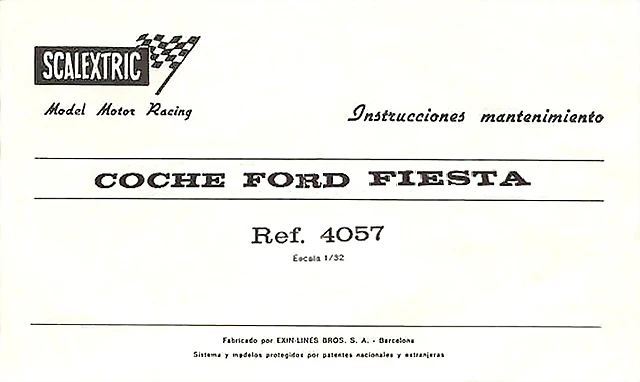 SCALEXTRIC
Model Motor Racing
Instrucciones mantenimiento
COCHE FORD FIESTA
Ref. 4057
Escala 1/32
Fabricado por EXIN-LINES BROS. S. A. - Barcelona
Sistema y modelos protegidos por patentes nacionales y extranjeras